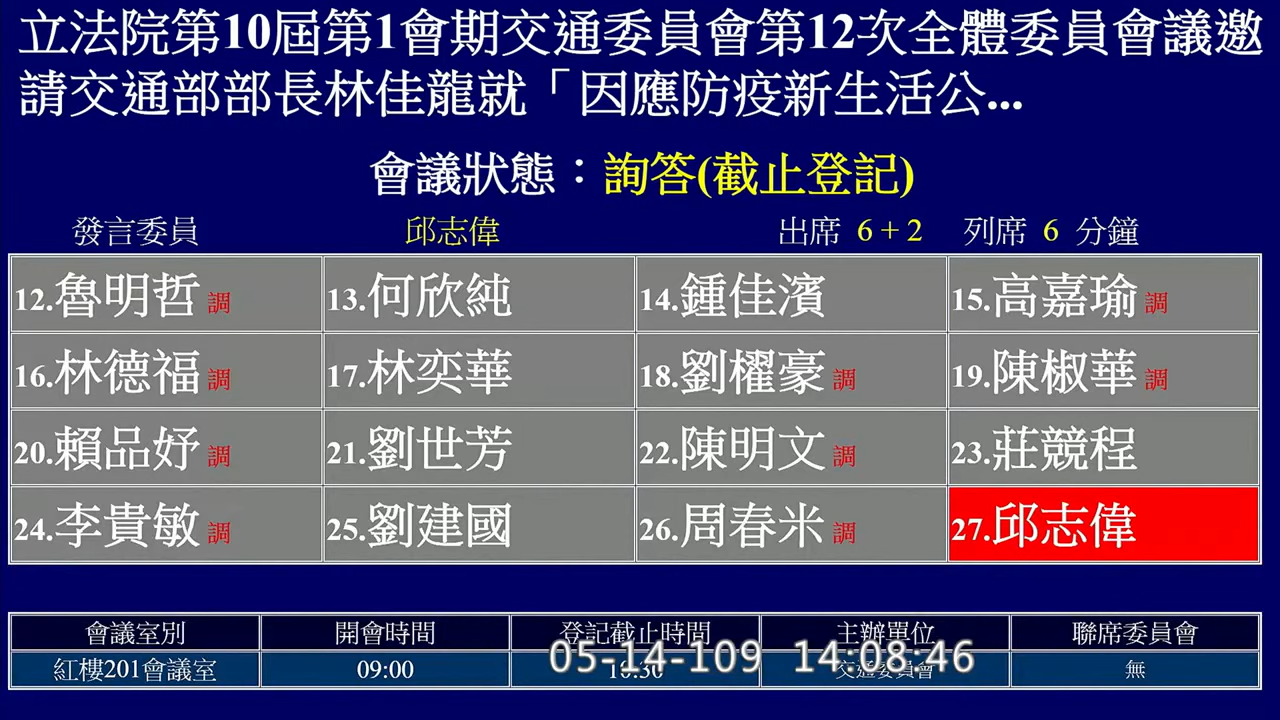 立法院第10屆第1會期交通委員會第12次全體委員會議邀
請交通部部長林佳龍就「因應防疫新生活公...
會議狀態：詢答(截止登記)
發言委員 邱志偉 出席 6 + 2 列席 6 分鐘
12.魯明哲 調 13.何欣純 14.鍾佳濱 15.高嘉瑜 調
16.林德福 調 17.林奕華 18.劉櫂豪 調 19.陳椒華 調
20.賴品妤 調 21.劉世芳 22.陳明文 調 23.莊競程
24.李貴敏 調 25.劉建國 26.周春米 調 27.邱志偉
會議室別 開會時間 登記截止時間 主辦單位 聯席委員會
05-14-109 14:08:46
紅樓201會議室 09:00 10:30 交通委員會 無